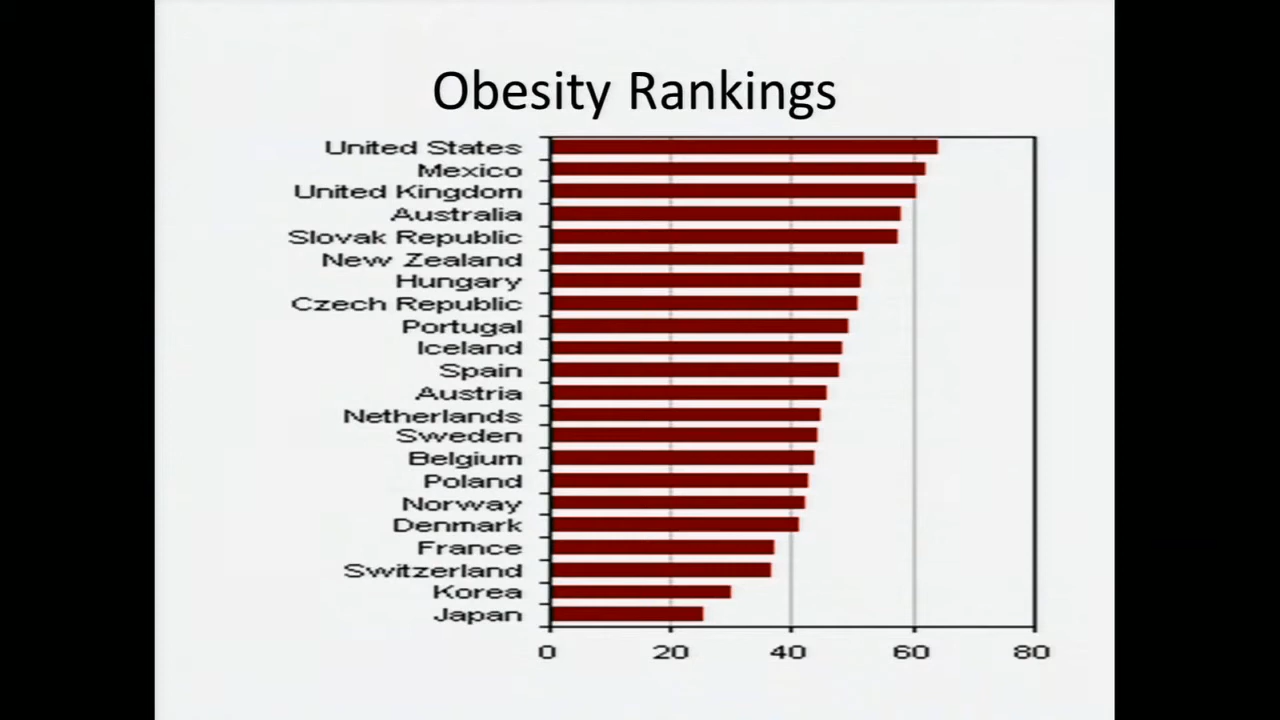 Obesity Rankings
United States
Mexico
United Kingdom
Australia
Slovak Republic
New Zealand
Hungary
Czech Republic
Portugal
Iceland
Spain
Austria
Netherlands
Sweden
Belgium
Poland
Norway
Denmark
France
Switzerland
Korea
Japan
0 20 40 60 80